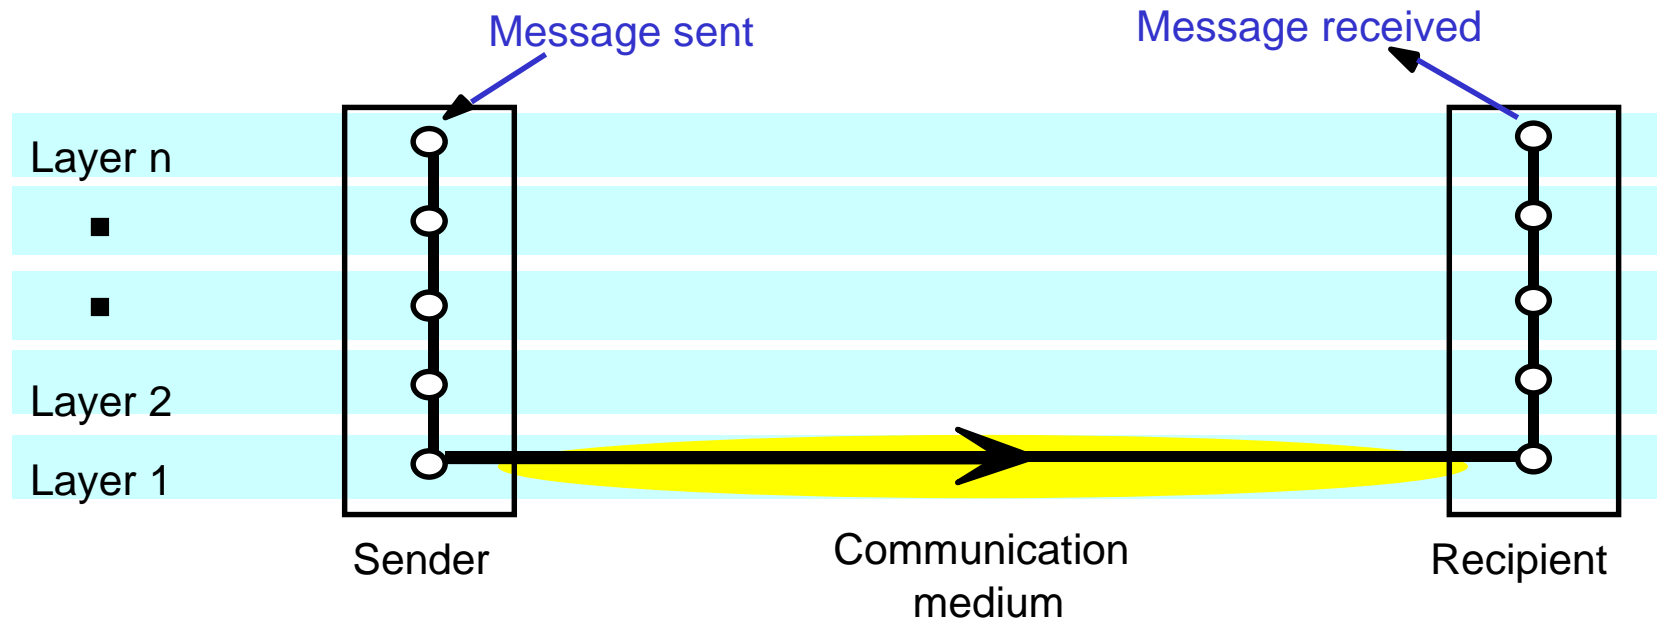 Message sent
Message received
Layer n
Layer 2
Layer 1
Sender
Communication
medium
Recipient